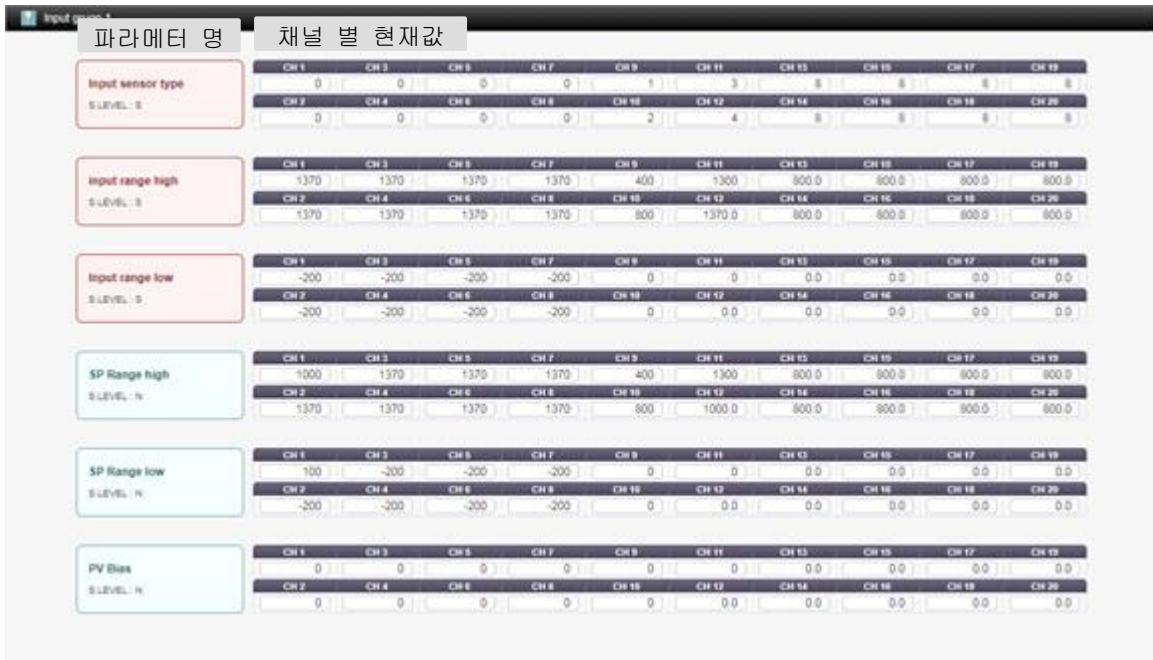 Input group 1
파라메터 명 채널 별 현재값
Input sensor type
S.LEVEL : S
CH 1 CH 3 CH 5 CH 7 CH 9 CH 11 CH 13 CH 15 CH 17 CH 19
0 0 0 0 1 3 8 8 8 8
CH 2 CH 4 CH 6 CH 8 CH 10 CH 12 CH 14 CH 16 CH 18 CH 20
0 0 0 0 2 4 8 8 8 8
Input range high
S.LEVEL : S
CH 1 CH 3 CH 5 CH 7 CH 9 CH 11 CH 13 CH 15 CH 17 CH 19
1370 1370 1370 1370 400 1300 800.0 800.0 800.0 800.0
CH 2 CH 4 CH 6 CH 8 CH 10 CH 12 CH 14 CH 16 CH 18 CH 20
1370 1370 1370 1370 800 1370.0 800.0 800.0 800.0 800.0
Input range low
S.LEVEL : S
CH 1 CH 3 CH 5 CH 7 CH 9 CH 11 CH 13 CH 15 CH 17 CH 19
-200 -200 -200 -200 0 0 0.0 0.0 0.0 0.0
CH 2 CH 4 CH 6 CH 8 CH 10 CH 12 CH 14 CH 16 CH 18 CH 20
-200 -200 -200 -200 0 0.0 0.0 0.0 0.0 0.0
SP Range high
S.LEVEL : N
CH 1 CH 3 CH 5 CH 7 CH 9 CH 11 CH 13 CH 15 CH 17 CH 19
1000 1370 1370 1370 400 1300 800.0 800.0 800.0 800.0
CH 2 CH 4 CH 6 CH 8 CH 10 CH 12 CH 14 CH 16 CH 18 CH 20
1370 1370 1370 1370 800 1000.0 800.0 800.0 800.0 800.0
SP Range low
S.LEVEL : N
CH 1 CH 3 CH 5 CH 7 CH 9 CH 11 CH 13 CH 15 CH 17 CH 19
100 -200 -200 -200 0 0 0.0 0.0 0.0 0.0
CH 2 CH 4 CH 6 CH 8 CH 10 CH 12 CH 14 CH 16 CH 18 CH 20
-200 -200 -200 -200 0 0.0 0.0 0.0 0.0 0.0
PV Bias
S.LEVEL : N
CH 1 CH 3 CH 5 CH 7 CH 9 CH 11 CH 13 CH 15 CH 17 CH 19
0 0 0 0 0 0 0.0 0.0 0.0 0.0
CH 2 CH 4 CH 6 CH 8 CH 10 CH 12 CH 14 CH 16 CH 18 CH 20
0 0 0 0 0 0.0 0.0 0.0 0.0 0.0